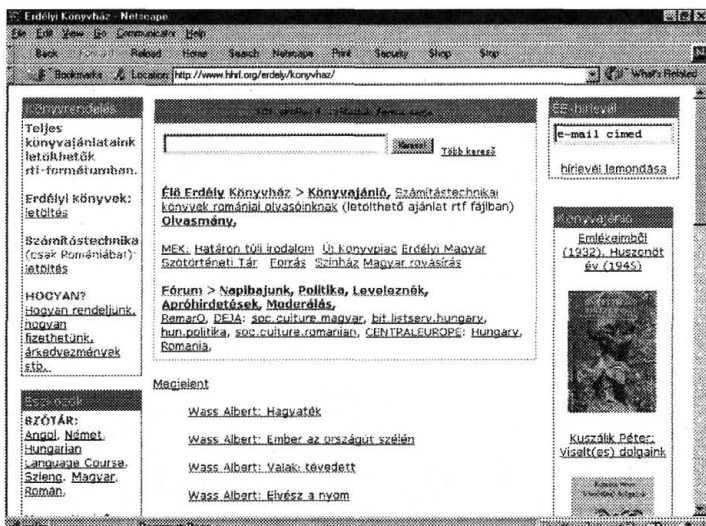 Erdélyi Könyvház - Netscape
File Edit View Go Communicator Help
Back Reload Home Search Netscape Print Security Shop Stop
Bookmarks Location: http://www.hhrf.org/erdely/konyvhaz/ What's Related
Könyvrendelés
Teljes
könyvajánlataink
letölthetők
rtf-formátumban.
Erdélyi könyvek:
letöltés
Számítástechnika
(csak Romániába!):
letöltés
HOGYAN?
Hogyan rendeljünk,
hogyan
fizethetünk,
árkedvezmények
stb.
SZÓTÁR:
Angol, Német,
Hungarian
Language Course,
Szleng, Magyar,
Román,
Több kereső
Élő Erdély Könyvház > Könyvajánló, Számítástechnikai
könyvek romániai olvasóinknak (letölthető ajánlat rtf fájlban)
Olvasmány,
MEK: Határon túli irodalom Új Könyvpiac Erdélyi Magyar
Szótörténeti Tár Forrás Színház Magyar rovásírás
Fórum > Napibajunk, Politika, Leveleznék,
Apróhirdetések, Moderálás,
RemarQ, DEJA: soc.culture.magyar, bit.listserv.hungary,
hun.politika, soc.culture.romanian, CENTRALEUROPE: Hungary,
Romania,
Megjelent
Wass Albert: Hagyaték
Wass Albert: Ember az országút szélén
Wass Albert: Valaki tévedett
Wass Albert: Elvész a nyom
EE-hírlevél
e-mail címed
hírlevél lemondása
Könyvajánló
Emlékeimből
(1932), Huszonöt
év (1945)
Kuszálik Péter:
Viselt(es) dolgaink